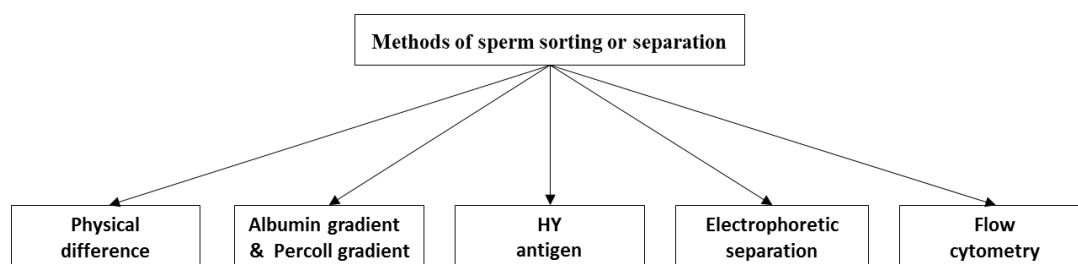 Methods of sperm sorting or separation
Physical
difference
Albumin gradient
& Percoll gradient
HY
antigen
Electrophoretic
separation
Flow
cytometry